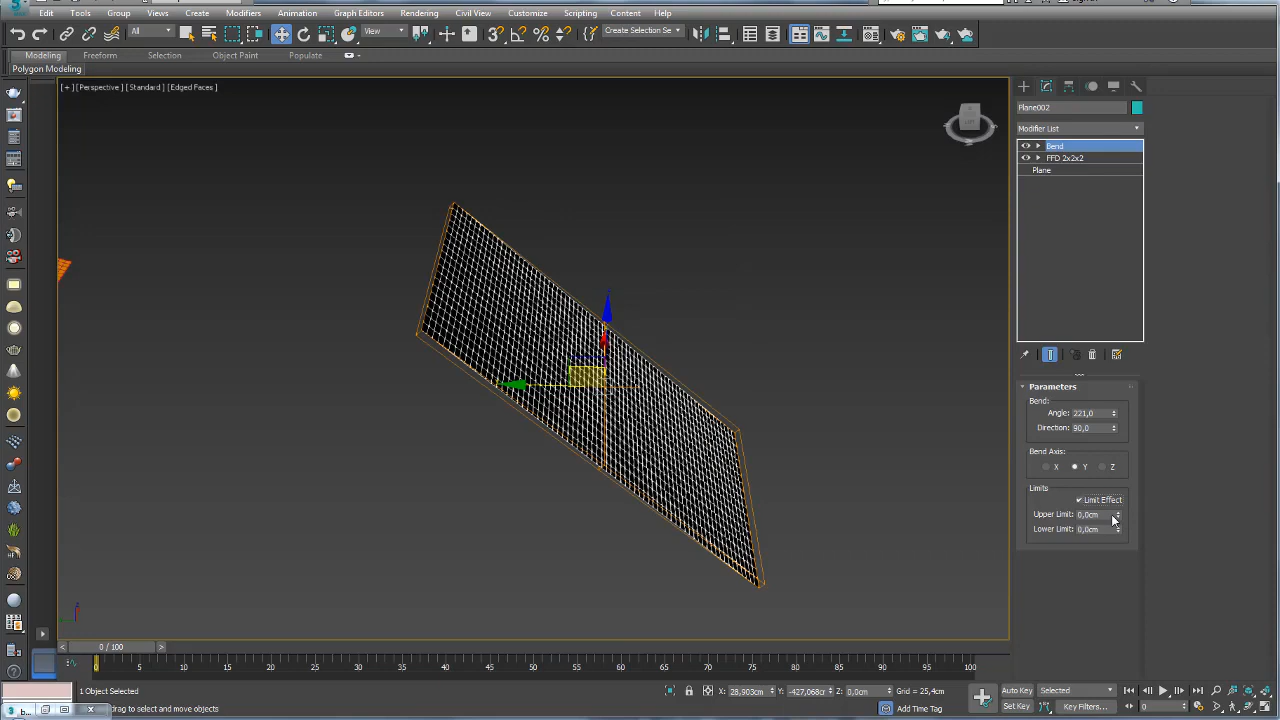 Edit Tools Group Views Create Modifiers Animation Graph Editors Rendering Civil View Customize Scripting Content Help
All View Create Selection Se
Modeling Freeform Selection Object Paint Populate
Polygon Modeling
[ + ] [Perspective ] [Standard ] [Edged Faces ]
Plane002
Modifier List
Bend
FFD 2x2x2
Plane
Parameters
Bend:
Angle: 221,0
Direction: 90,0
Bend Axis:
X Y Z
Limits
Limit Effect
Upper Limit: 0,0cm
Lower Limit: 0,0cm
0 / 100
0 5 10 15 20 25 30 35 40 45 50 55 60 65 70 75 80 85 90 95 100
1 Object Selected X: 28,903cm Y: -427,068cm Z: 0,0cm Grid = 25,4cm Auto Key Selected
drag to select and move objects Add Time Tag Set Key Key Filters... 0